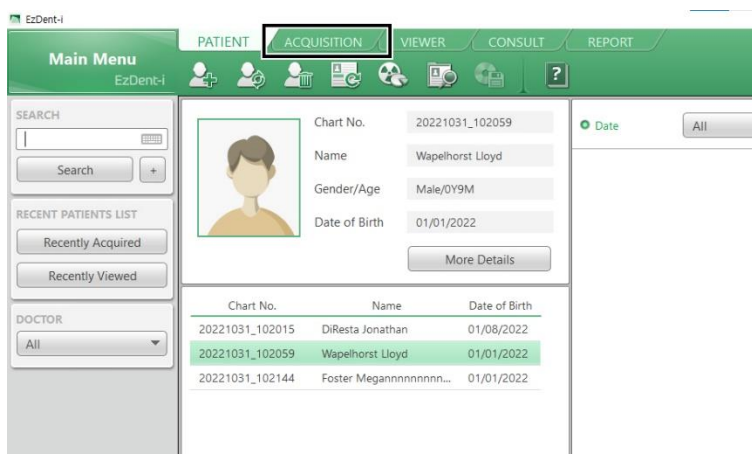 EzDent-i
Main Menu
EzDent-i
PATIENT ACQUISITION VIEWER CONSULT REPORT
?
SEARCH
Search +
RECENT PATIENTS LIST
Recently Acquired
Recently Viewed
DOCTOR
All
Chart No. 20221031_102059
Name Wapelhorst Lloyd
Gender/Age Male/0Y9M
Date of Birth 01/01/2022
More Details
Chart No. Name Date of Birth
20221031_102015 DiResta Jonathan 01/08/2022
20221031_102059 Wapelhorst Lloyd 01/01/2022
20221031_102144 Foster Megannnnnnnnn... 01/01/2022
Date All